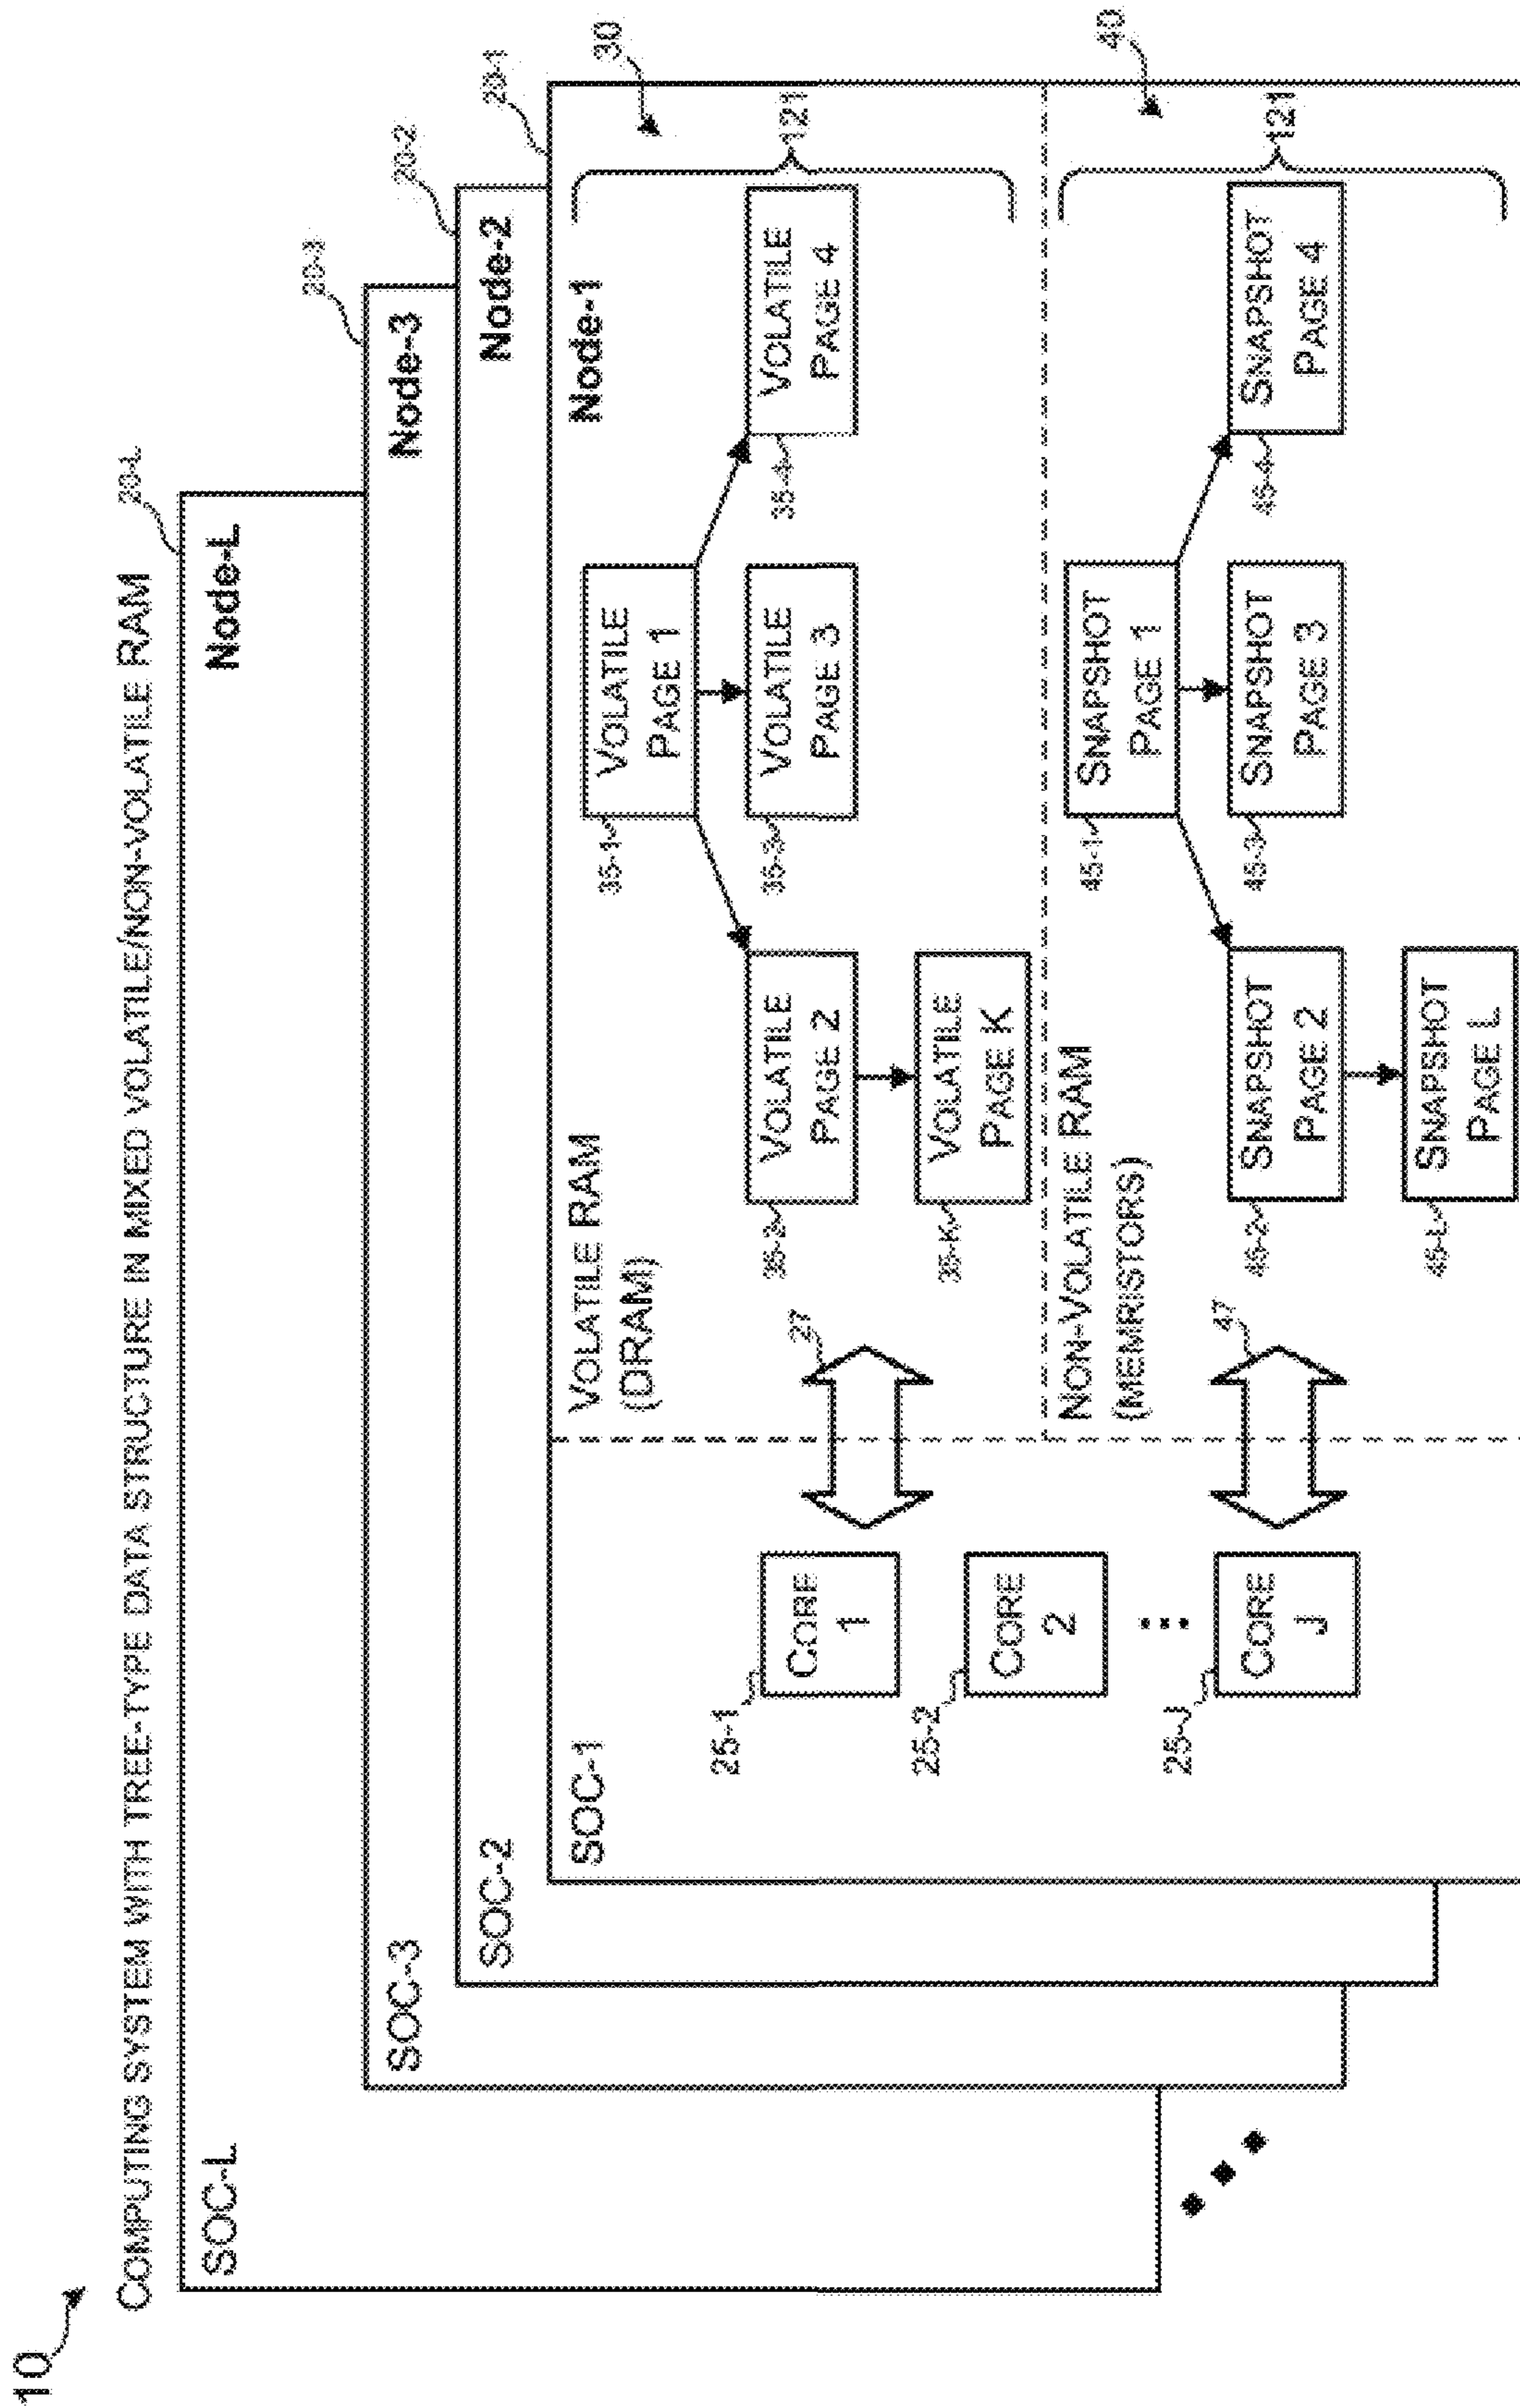 10
COMPUTING SYSTEM WITH TREE-TYPE DATA STRUCTURE IN MIXED VOLATILE/NON-VOLATILE RAM
20-L
SOC-L
Node-L
20-3
SOC-3
Node-3
20-2
SOC-2
Node-2
20-1
SOC-1
Node-1
30
VOLATILE RAM
(DRAM)
35-1
VOLATILE
PAGE 1
121
25-1
CORE
1
27
35-2
VOLATILE
PAGE 2
35-3
VOLATILE
PAGE 3
35-4
VOLATILE
PAGE 4
25-2
CORE
2
35-K
VOLATILE
PAGE K
NON-VOLATILE RAM
(MEMRISTORS)
40
45-1
SNAPSHOT
PAGE 1
121
25-J
CORE
J
47
45-2
SNAPSHOT
PAGE 2
45-3
SNAPSHOT
PAGE 3
45-4
SNAPSHOT
PAGE 4
45-L
SNAPSHOT
PAGE L